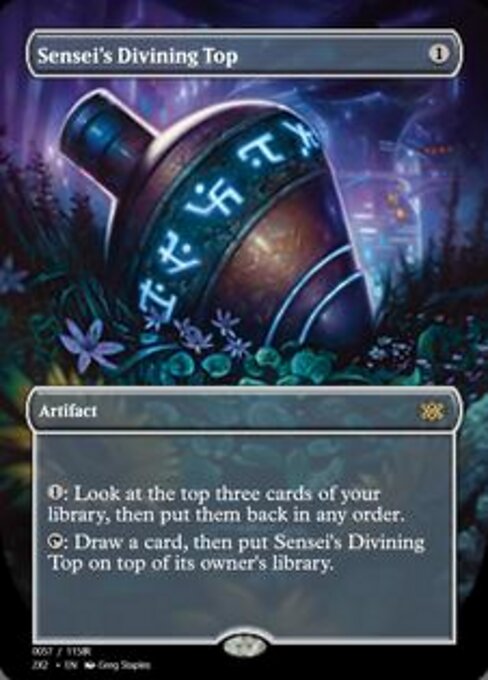 Sensei's Divining Top 1
Artifact
1: Look at the top three cards of your
library, then put them back in any order.
: Draw a card, then put Sensei's Divining
Top on top of its owner's library.
0057 / 115
2X2 • EN Greg Staples